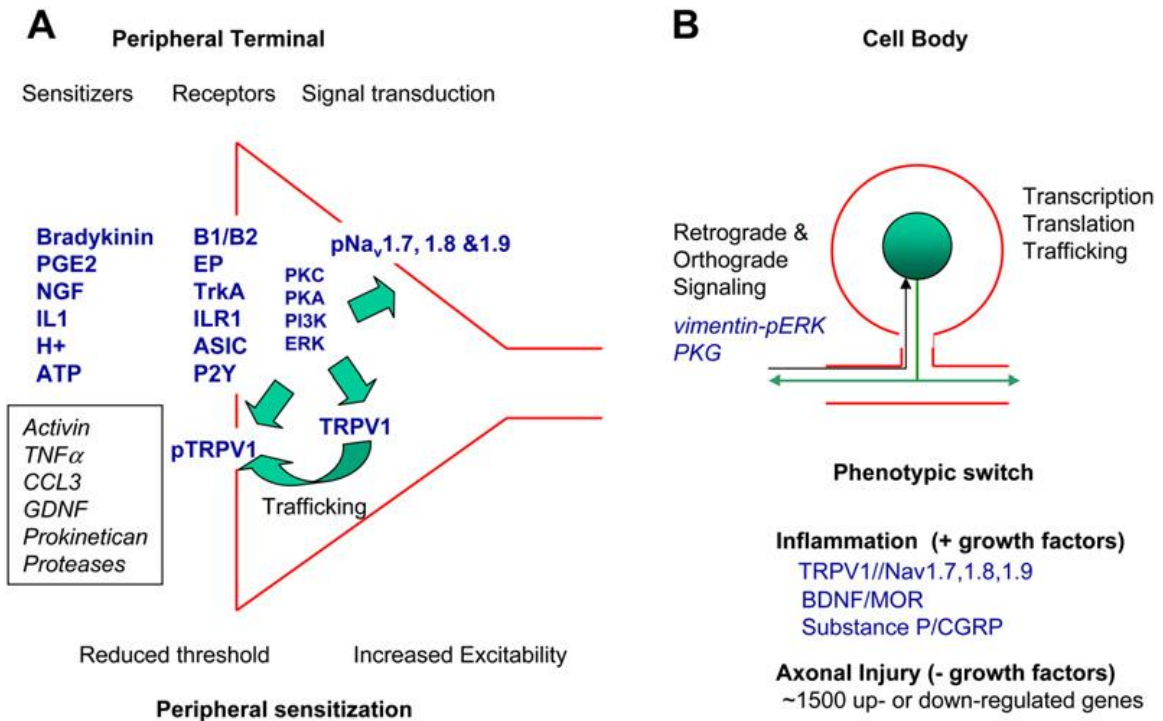 A
Peripheral Terminal
Sensitizers Receptors Signal transduction
Bradykinin B1/B2
PGE2 EP
NGF TrkA
IL1 ILR1
H+ ASIC
ATP P2Y
pNav1.7, 1.8 &1.9
PKC
PKA
PI3K
ERK
Activin
TNFα
CCL3
GDNF
Prokinetican
Proteases
pTRPV1
TRPV1
Trafficking
Reduced threshold Increased Excitability
Peripheral sensitization
B
Cell Body
Retrograde &
Orthograde
Signaling
vimentin-pERK
PKG
Transcription
Translation
Trafficking
Phenotypic switch
Inflammation (+ growth factors)
TRPV1//Nav1.7,1.8,1.9
BDNF/MOR
Substance P/CGRP
Axonal Injury (- growth factors)
~1500 up- or down-regulated genes